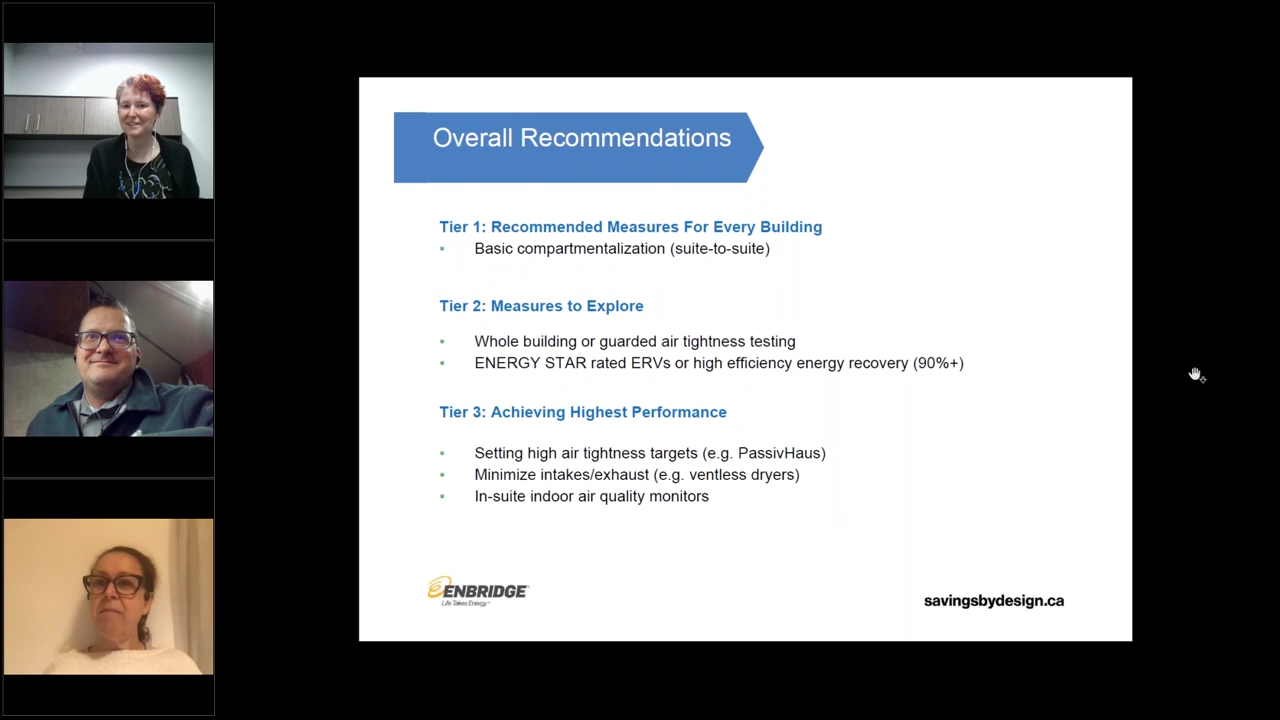 Overall Recommendations
Tier 1: Recommended Measures For Every Building
Basic compartmentalization (suite-to-suite)
Tier 2: Measures to Explore
Whole building or guarded air tightness testing
ENERGY STAR rated ERVs or high efficiency energy recovery (90%+)
Tier 3: Achieving Highest Performance
Setting high air tightness targets (e.g. PassivHaus)
Minimize intakes/exhaust (e.g. ventless dryers)
In-suite indoor air quality monitors
ENBRIDGE
Life Takes Energy™
savingsbydesign.ca